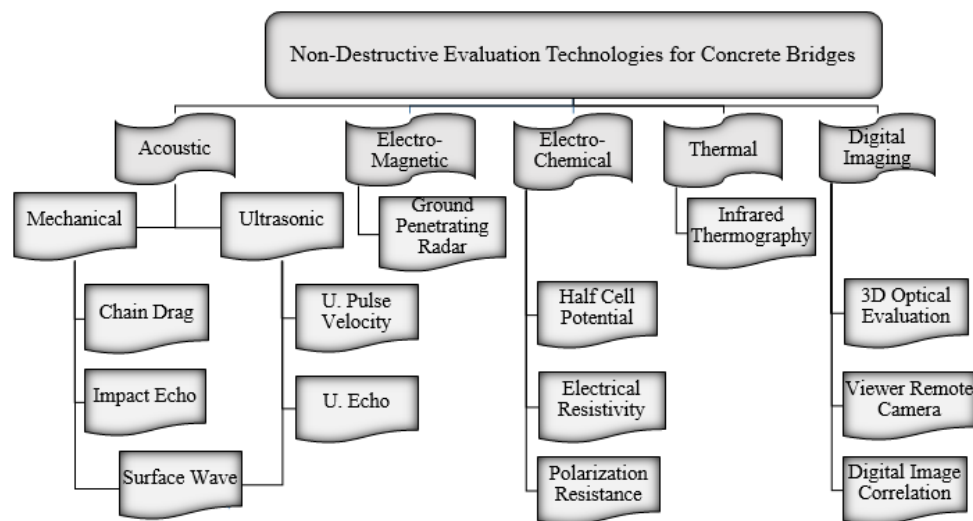 Non-Destructive Evaluation Technologies for Concrete Bridges
Acoustic
Electro-
Magnetic
Electro-
Chemical
Thermal
Digital
Imaging
Mechanical
Ultrasonic
Ground
Penetrating
Radar
Infrared
Thermography
Chain Drag
U. Pulse
Velocity
Half Cell
Potential
3D Optical
Evaluation
Impact Echo
U. Echo
Electrical
Resistivity
Viewer Remote
Camera
Surface Wave
Polarization
Resistance
Digital Image
Correlation